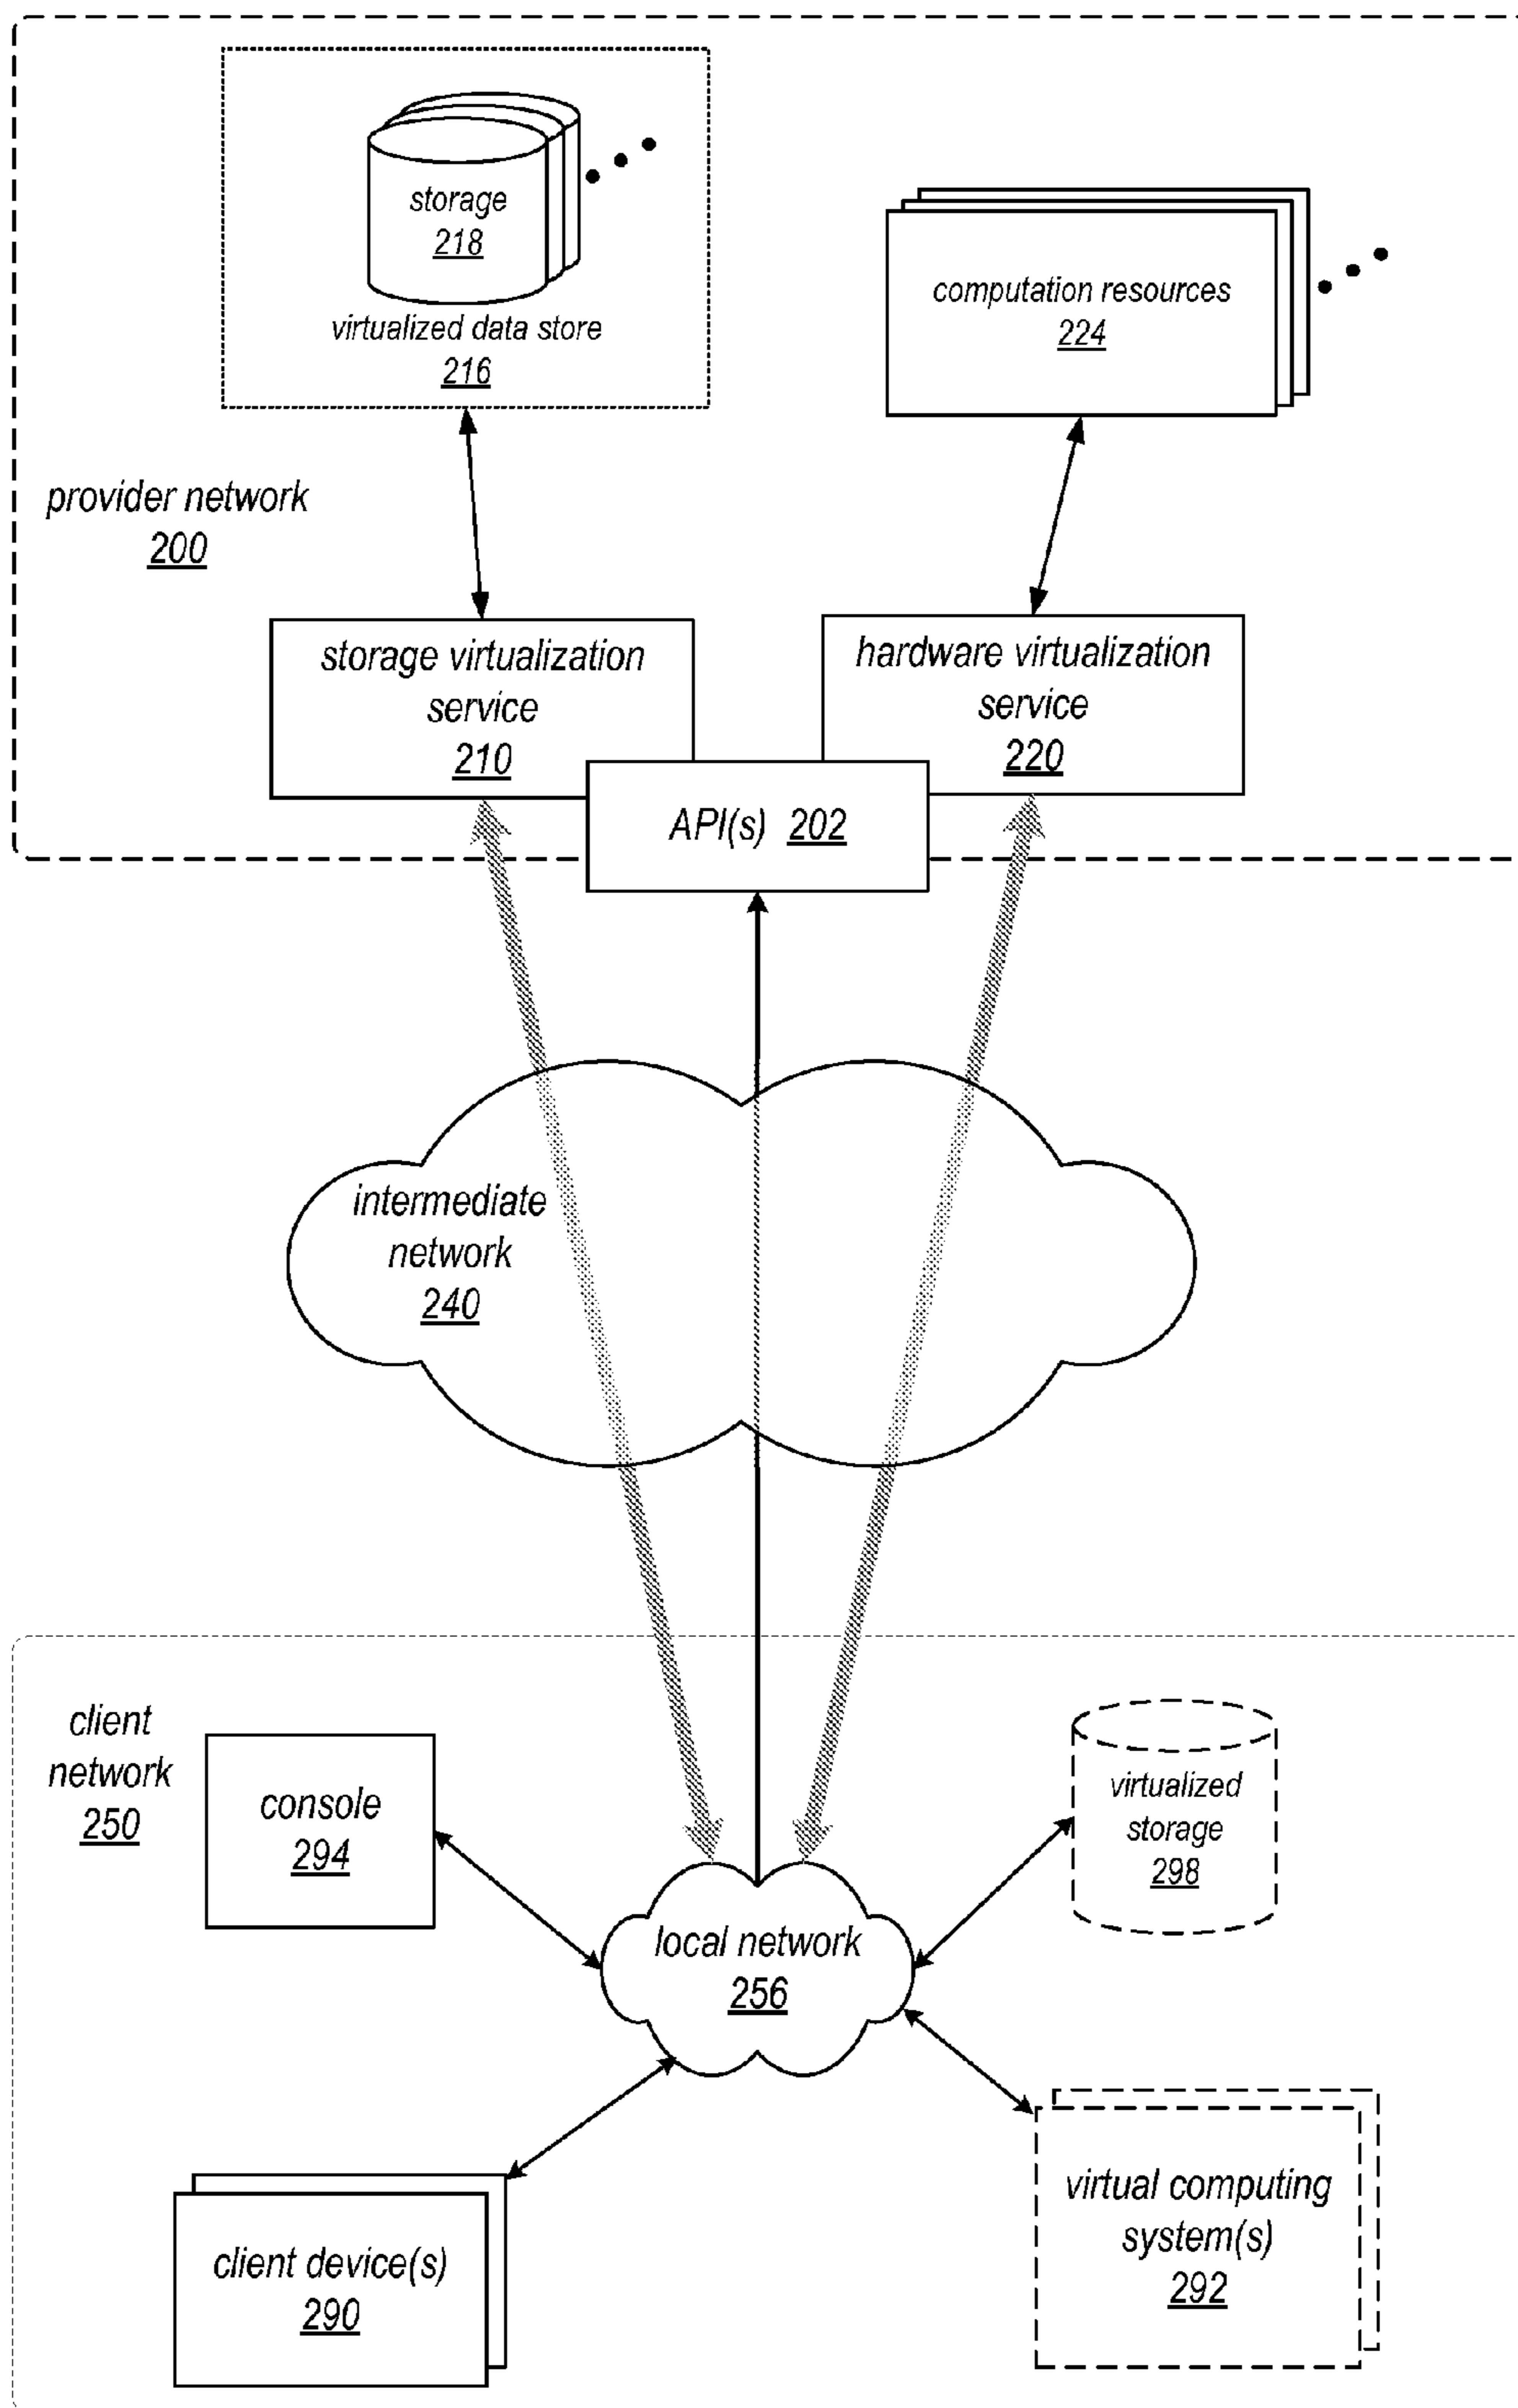 storage
218
virtualized data store
216
computation resources
224
provider network
200
storage virtualization
service
210
hardware virtualization
service
220
API(s) 202
intermediate
network
240
client
network
250
console
294
virtualized
storage
298
local network
256
client device(s)
290
virtual computing
system(s)
292